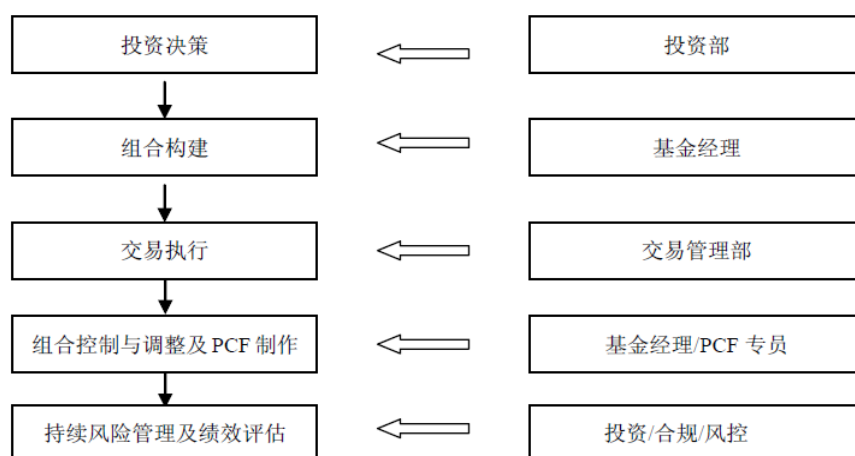 投资决策
投资部
组合构建
基金经理
交易执行
交易管理部
组合控制与调整及 PCF 制作
基金经理/PCF 专员
持续风险管理及绩效评估
投资/合规/风控